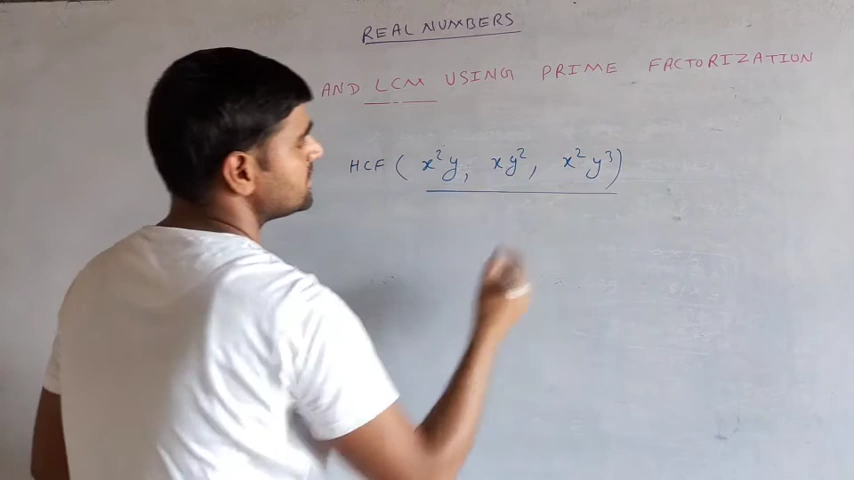 REAL NUMBERS
AND LCM USING PRIME FACTORIZATION
HCF ( x²y, xy², x²y³)